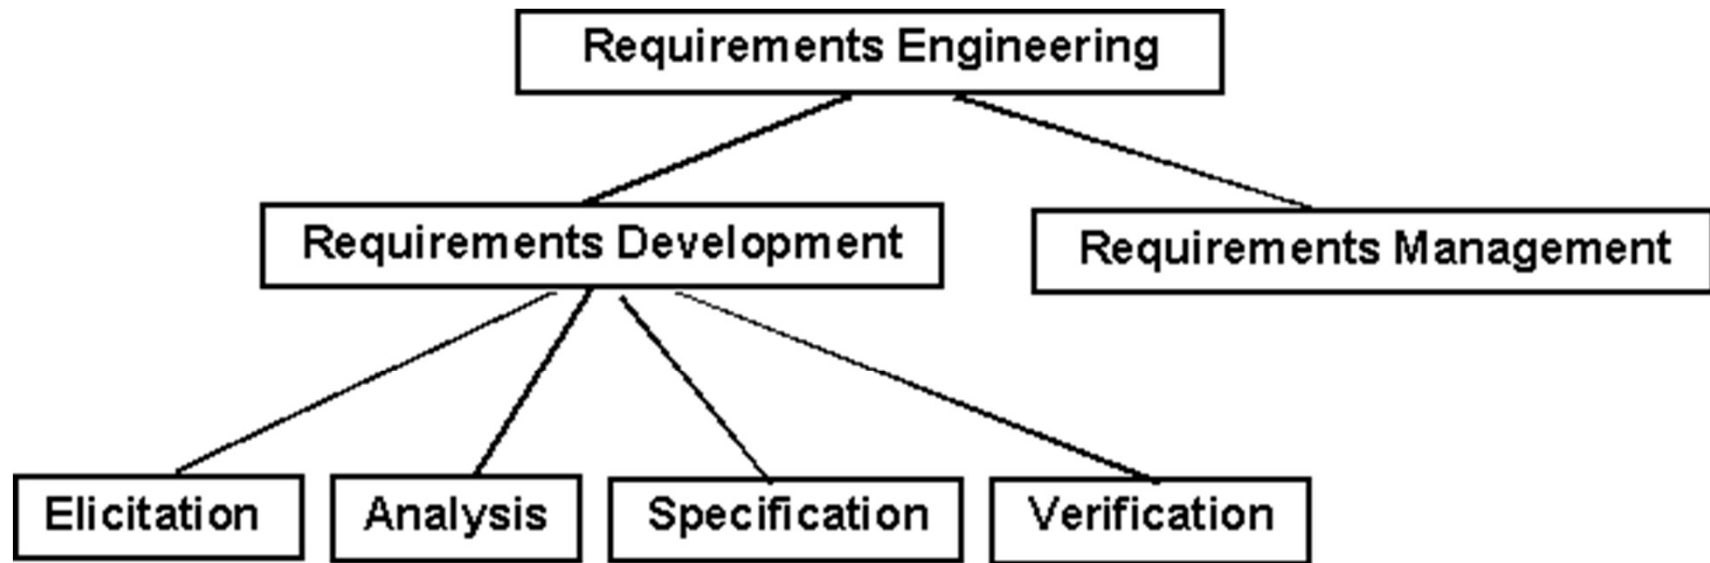 Requirements Engineering
Requirements Development
Requirements Management
Elicitation
Analysis
Specification
Verification